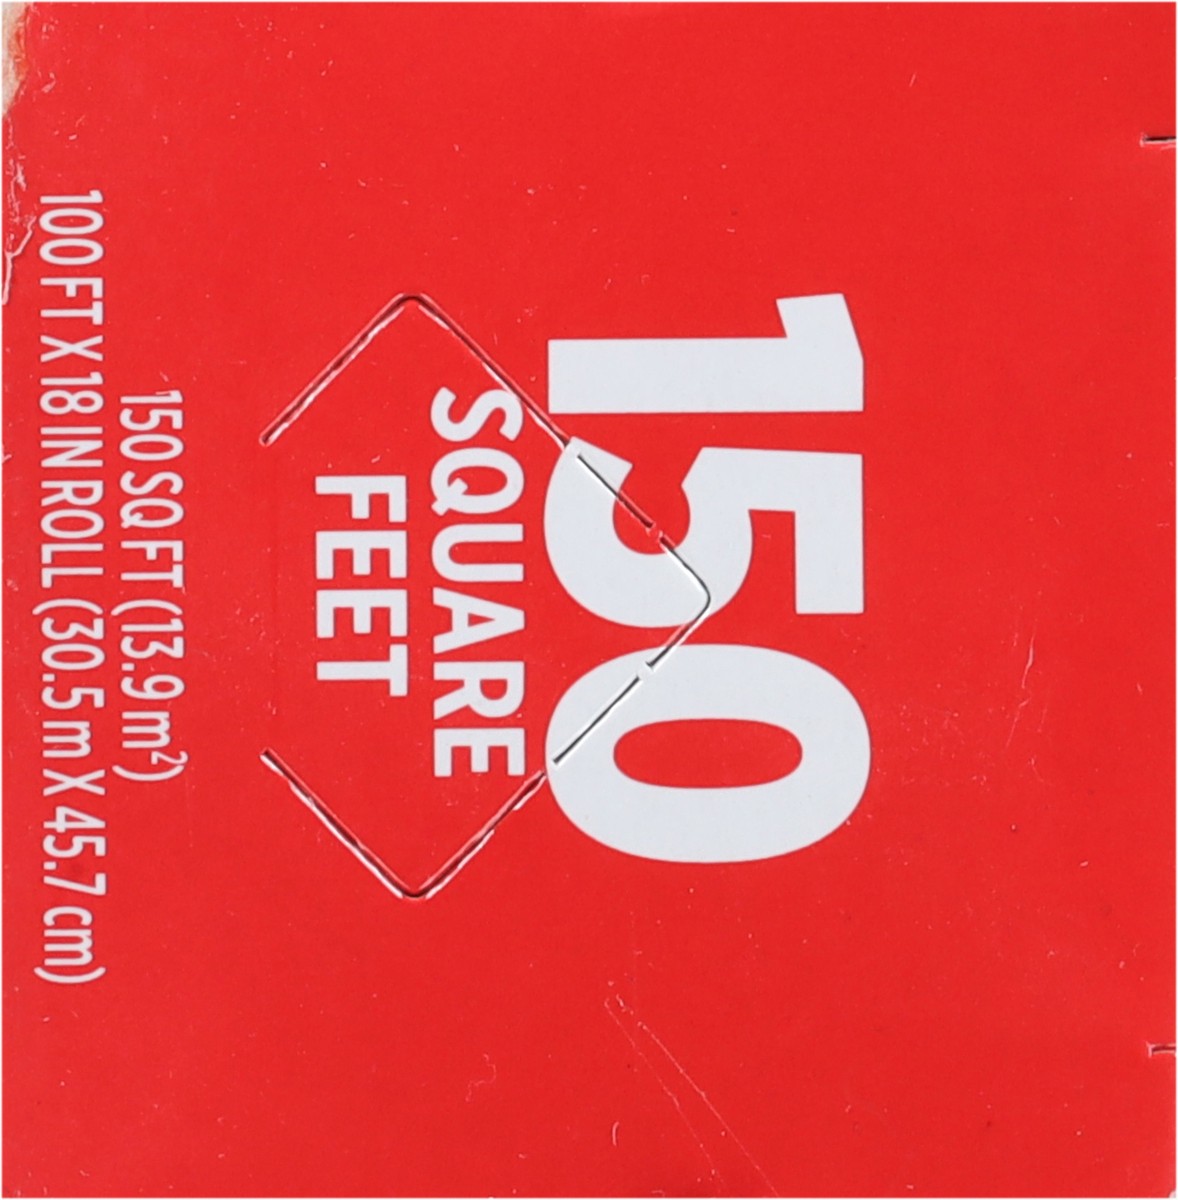 150
SQUARE
FEET
150 SQ FT (13.9 m²)
100 FT X 18 IN ROLL (30.5 m X 45.7 cm)